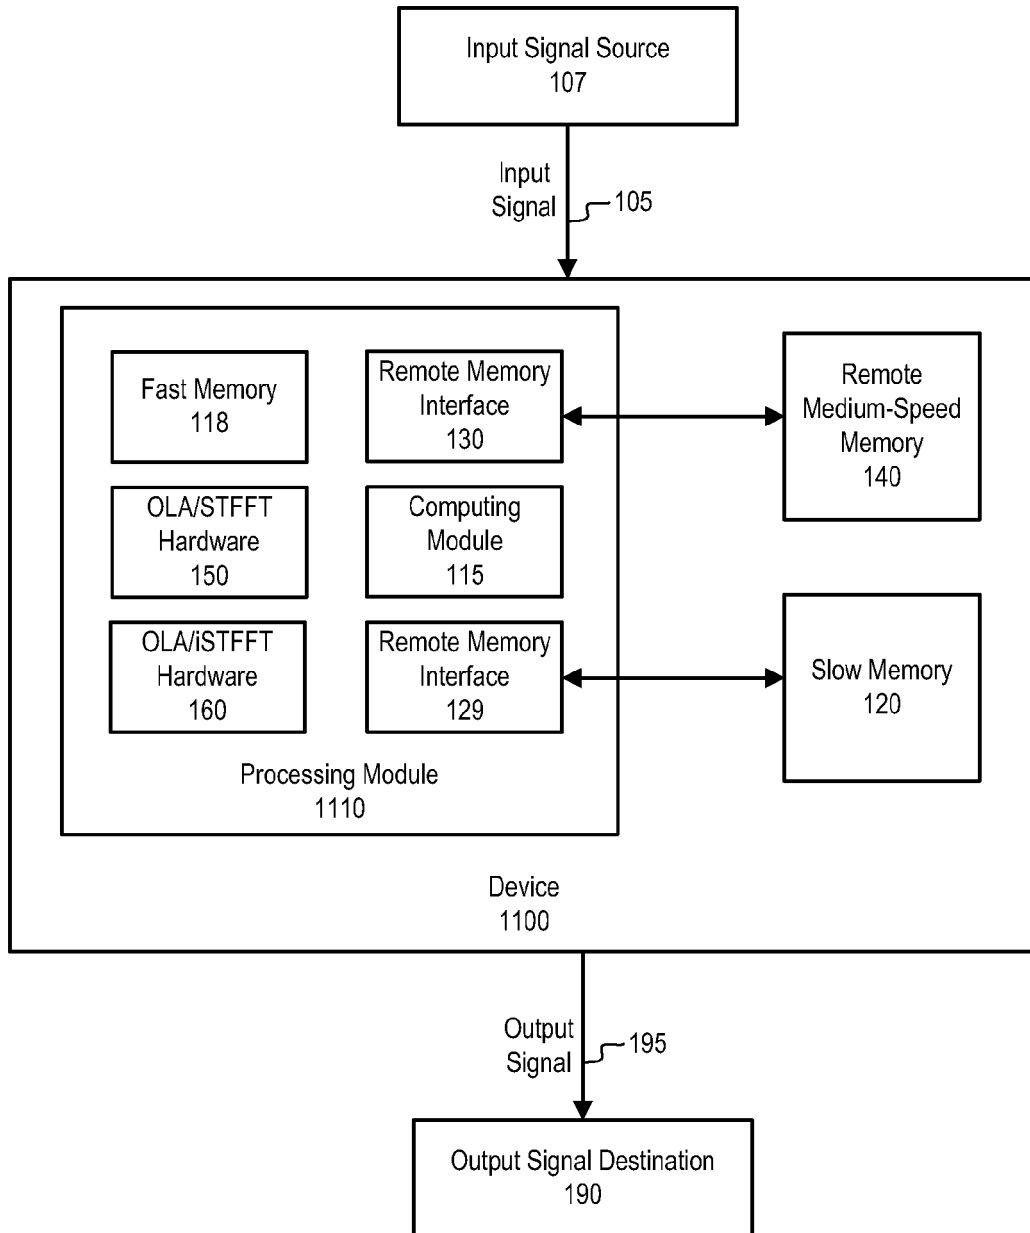 Input Signal Source
107
Input
Signal
105
Fast Memory
118
Remote Memory
Interface
130
Remote
Medium-Speed
Memory
140
OLA/STFFT
Hardware
150
Computing
Module
115
OLA/iSTFFT
Hardware
160
Remote Memory
Interface
129
Slow Memory
120
Processing Module
1110
Device
1100
Output
Signal
195
Output Signal Destination
190